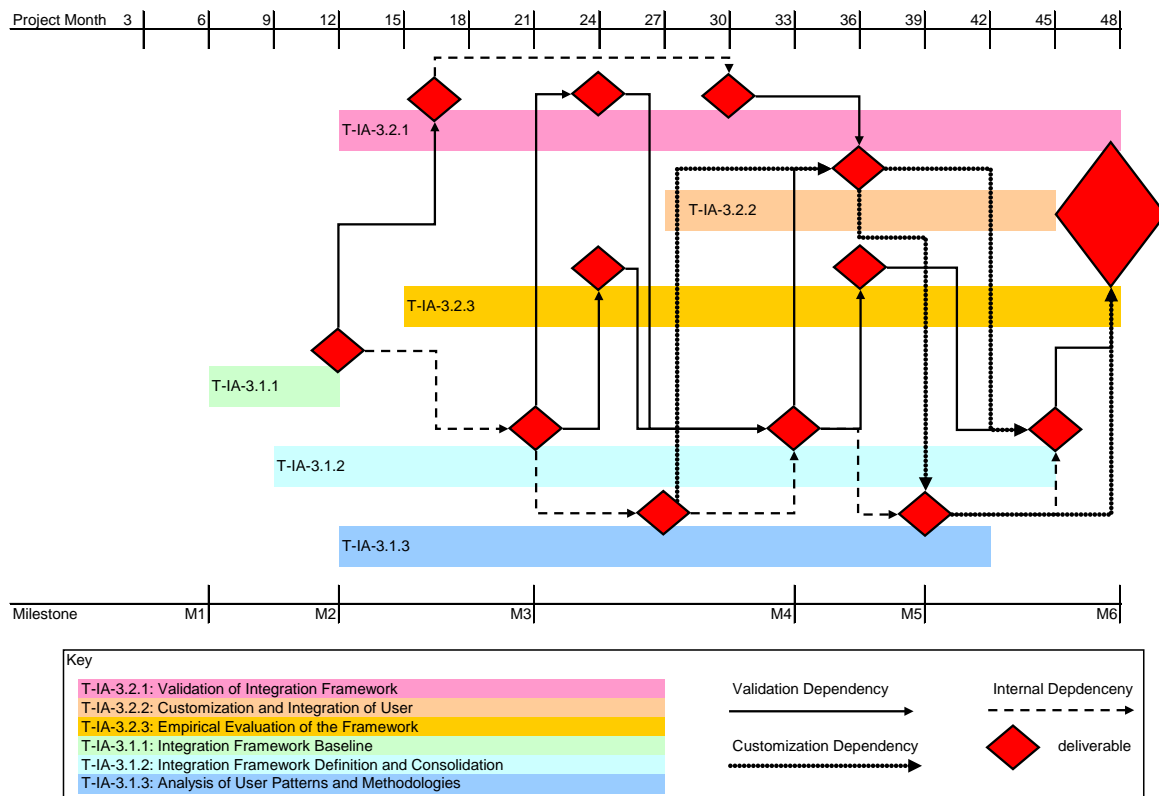 Project Month 3 6 9 12 15 18 21 24 27 30 33 36 39 42 45 48
T-IA-3.2.1
T-IA-3.2.2
T-IA-3.2.3
T-IA-3.1.1
T-IA-3.1.2
T-IA-3.1.3
Milestone M1 M2 M3 M4 M5 M6
Key
T-IA-3.2.1: Validation of Integration Framework
T-IA-3.2.2: Customization and Integration of User
T-IA-3.2.3: Empirical Evaluation of the Framework
T-IA-3.1.1: Integration Framework Baseline
T-IA-3.1.2: Integration Framework Definition and Consolidation
T-IA-3.1.3: Analysis of User Patterns and Methodologies
Validation Dependency
Internal Depdenceny
Customization Dependency
deliverable